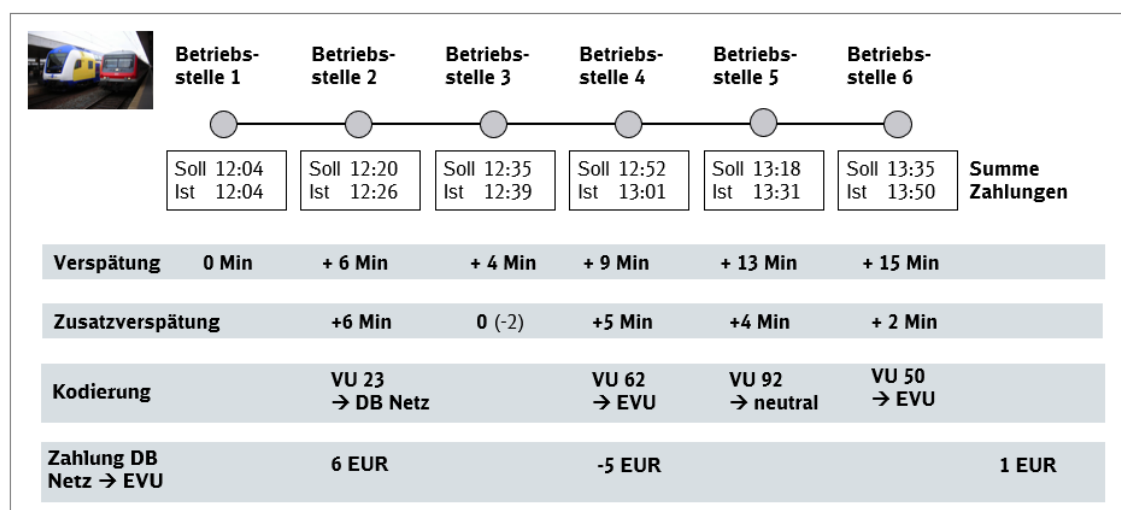 Betriebs-
stelle 1
Betriebs-
stelle 2
Betriebs-
stelle 3
Betriebs-
stelle 4
Betriebs-
stelle 5
Betriebs-
stelle 6
Soll 12:04
Ist 12:04
Soll 12:20
Ist 12:26
Soll 12:35
Ist 12:39
Soll 12:52
Ist 13:01
Soll 13:18
Ist 13:31
Soll 13:35
Ist 13:50
Summe
Zahlungen
Verspätung 0 Min + 6 Min + 4 Min + 9 Min + 13 Min + 15 Min
Zusatzverspätung +6 Min 0 (-2) +5 Min +4 Min + 2 Min
Kodierung
VU 23
→ DB Netz
VU 62
→ EVU
VU 92
→ neutral
VU 50
→ EVU
Zahlung DB
Netz → EVU
6 EUR -5 EUR 1 EUR